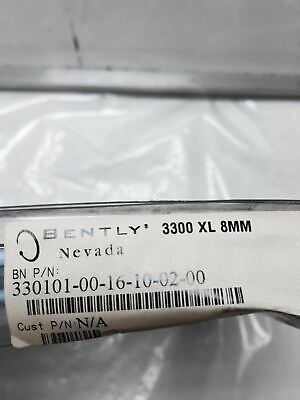 BENTLY® 3300 XL 8MM
Nevada
BN P/N:
330101-00-16-10-02-00
Cust P/N N/A